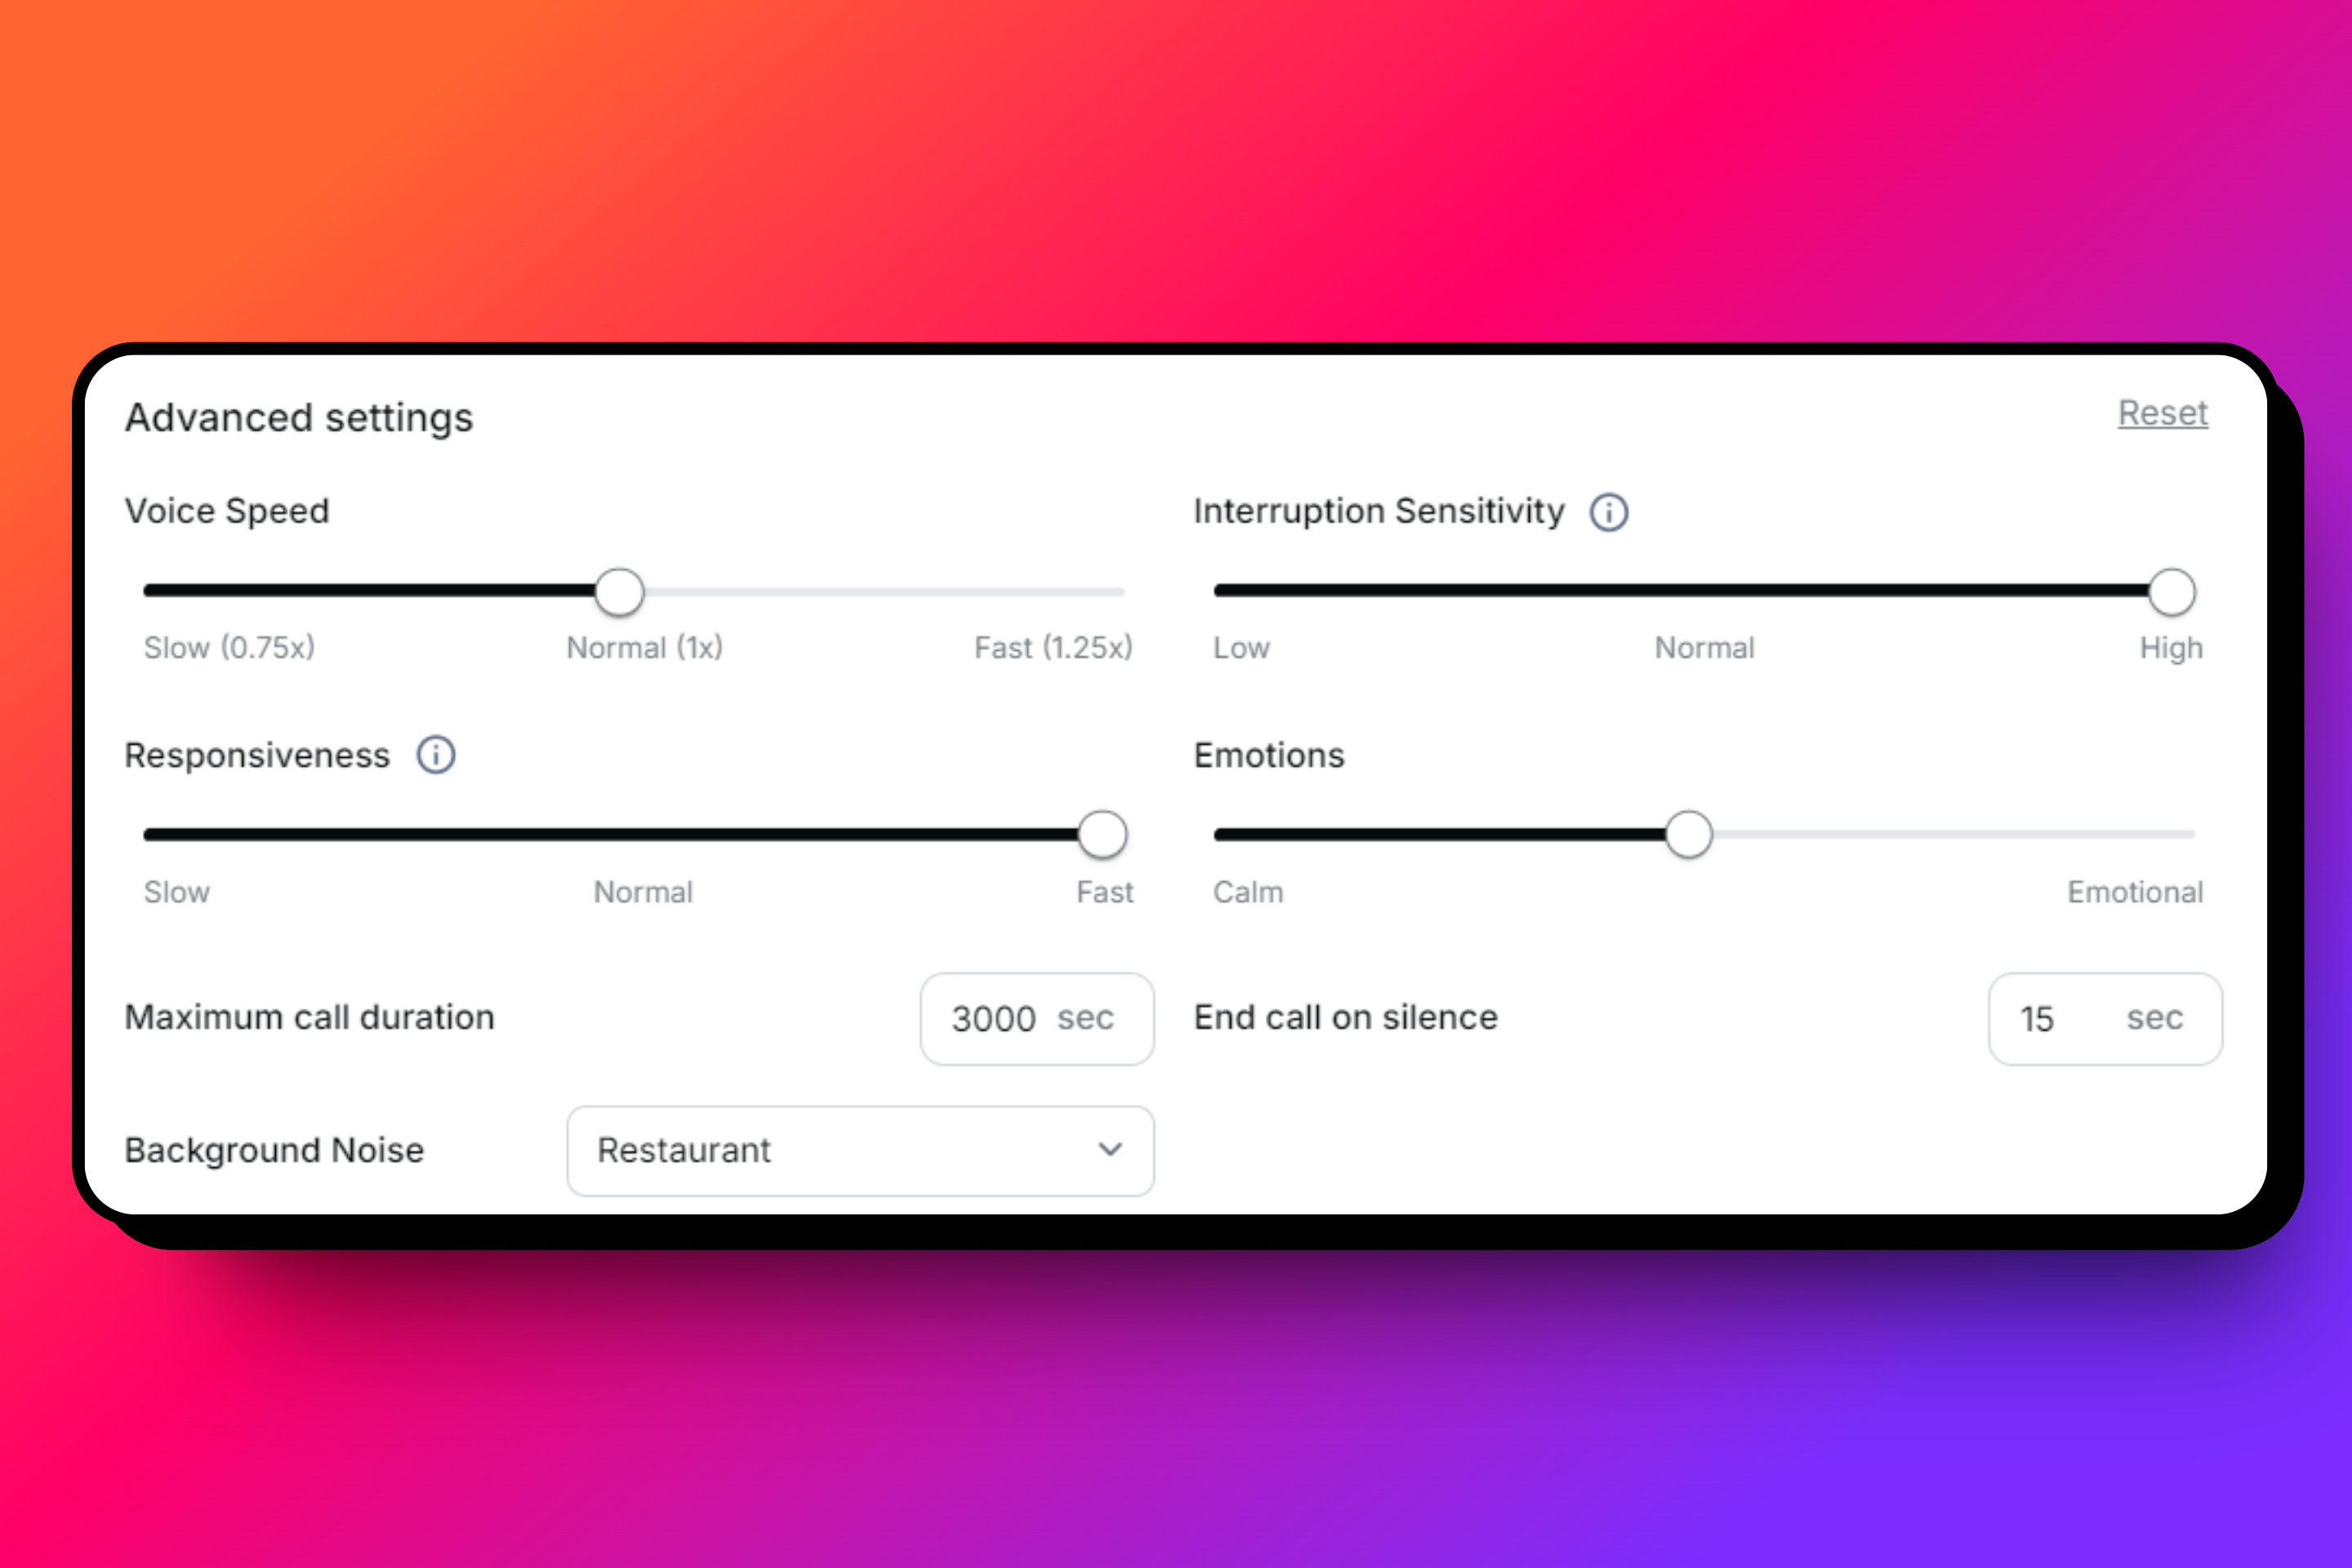 Advanced settings
Reset
Voice Speed
Slow (0.75x) Normal (1x) Fast (1.25x)
Interruption Sensitivity
Low Normal High
Responsiveness
Slow Normal Fast
Emotions
Calm Emotional
Maximum call duration 3000 sec
End call on silence 15 sec
Background Noise Restaurant